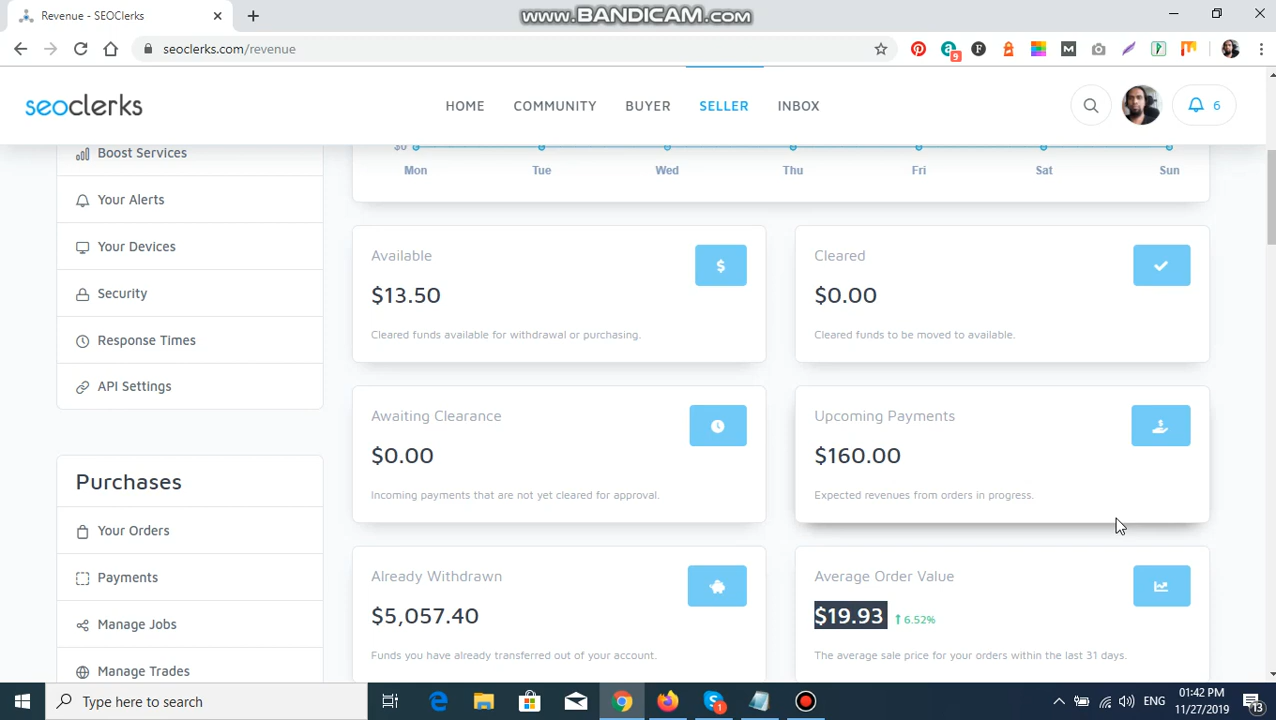 Revenue - SEOClerks
www.BANDICAM.com
seoclerks.com/revenue
9
seoclerks
HOME
COMMUNITY
BUYER
SELLER
INBOX
6
Boost Services
Your Alerts
Your Devices
Security
Response Times
API Settings
Purchases
Your Orders
Payments
Manage Jobs
Manage Trades
$0
Mon
Tue
Wed
Thu
Fri
Sat
Sun
Available
$13.50
Cleared funds available for withdrawal or purchasing.
Cleared
$0.00
Cleared funds to be moved to available.
Awaiting Clearance
$0.00
Incoming payments that are not yet cleared for approval.
Upcoming Payments
$160.00
Expected revenues from orders in progress.
Already Withdrawn
$5,057.40
Funds you have already transferred out of your account.
Average Order Value
$19.93 ↑ 6.52%
The average sale price for your orders within the last 31 days.
Type here to search
1
ENG
01:42 PM
11/27/2019
13